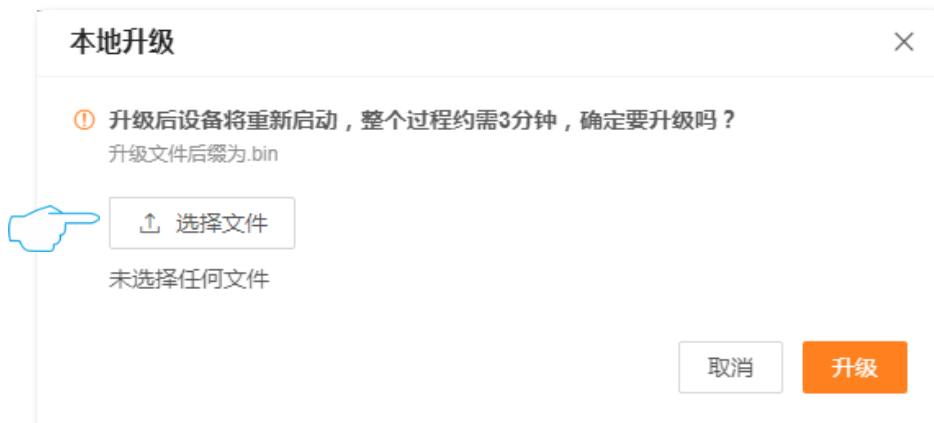 本地升级
升级后设备将重新启动，整个过程约需3分钟，确定要升级吗？
升级文件后缀为.bin
选择文件
未选择任何文件
取消
升级